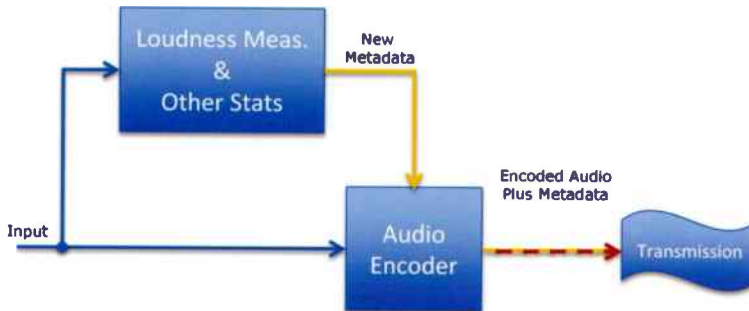 Loudness Meas.
&
Other Stats
New
Metadata
Input
Audio
Encoder
Encoded Audio
Plus Metadata
Transmission